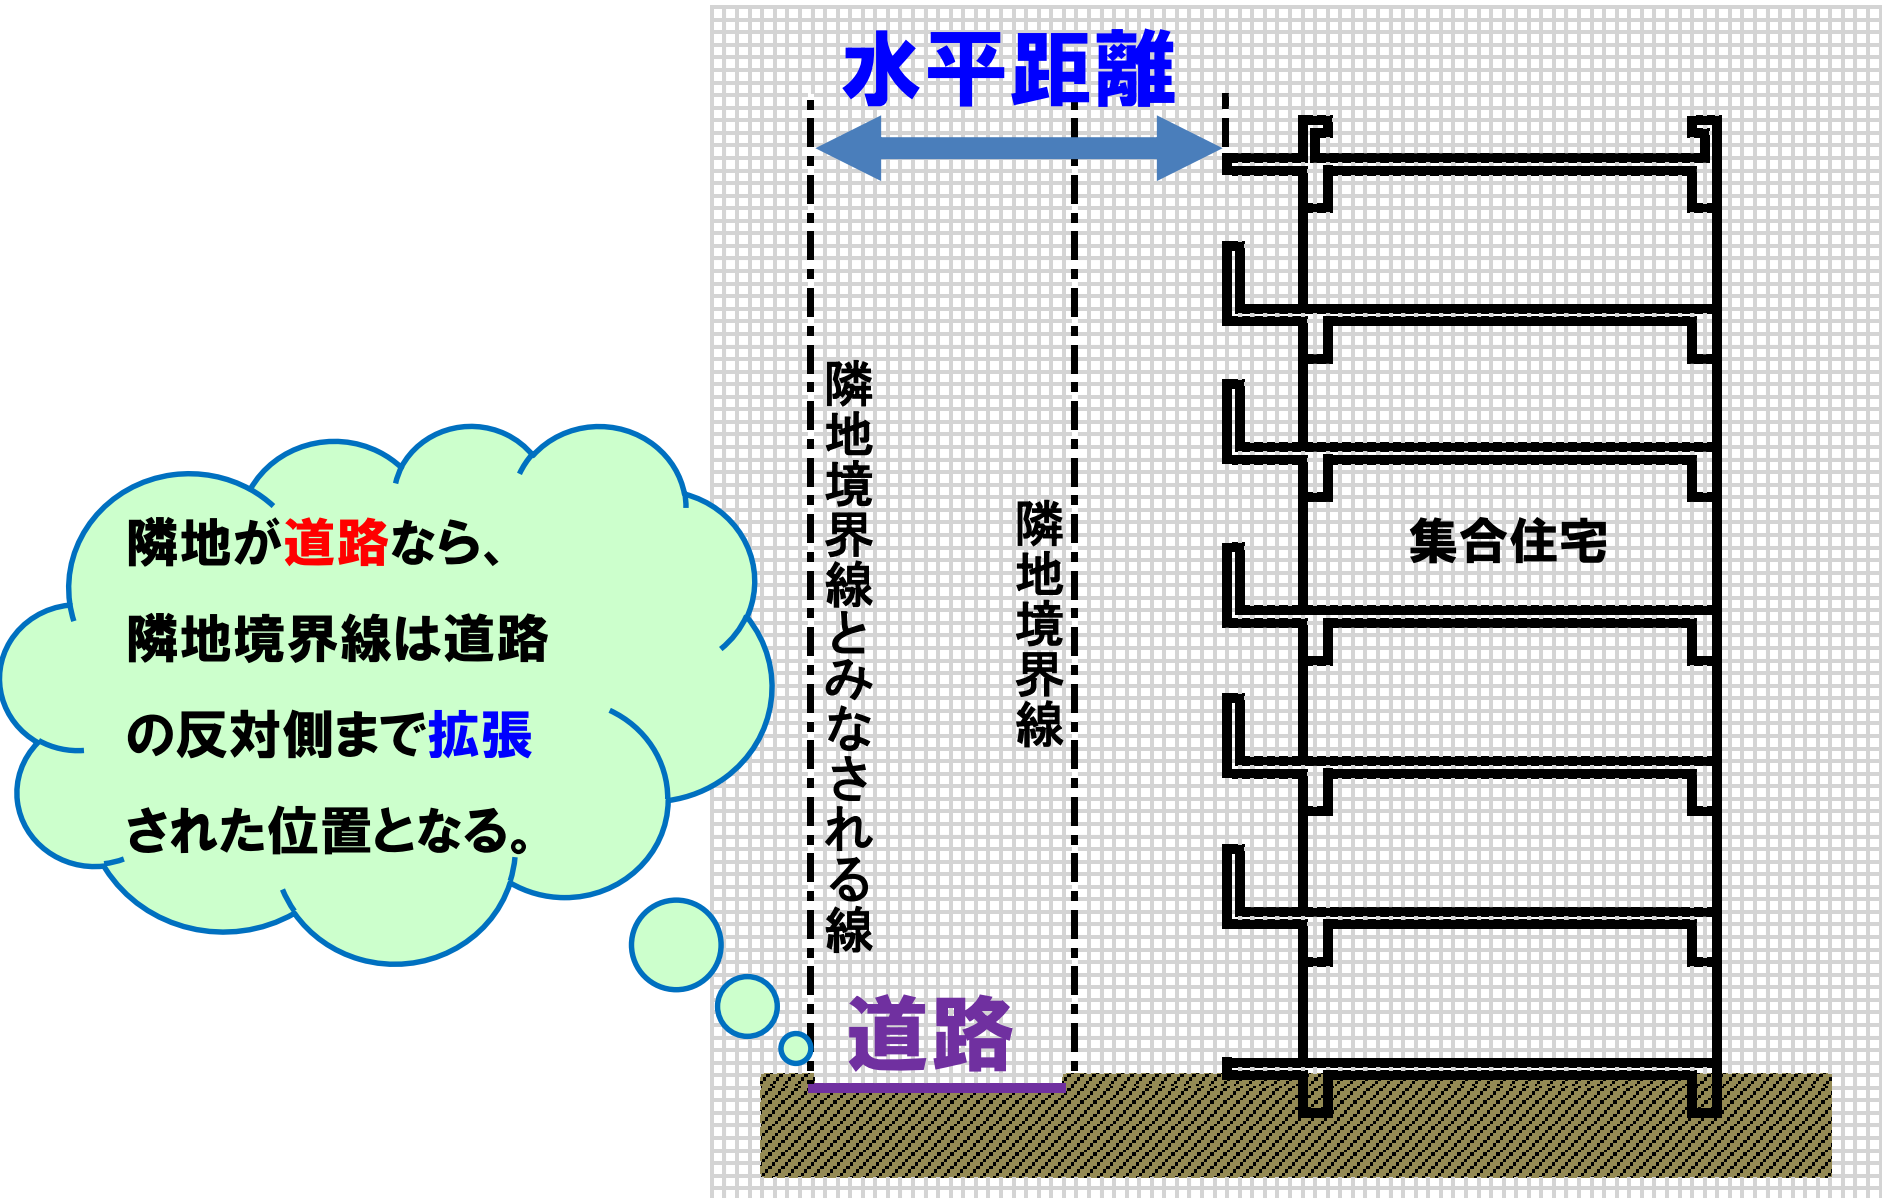 水平距離
隣地境界線とみなされる線
隣地境界線
集合住宅
隣地が道路なら、
隣地境界線は道路
の反対側まで拡張
された位置となる。
道路